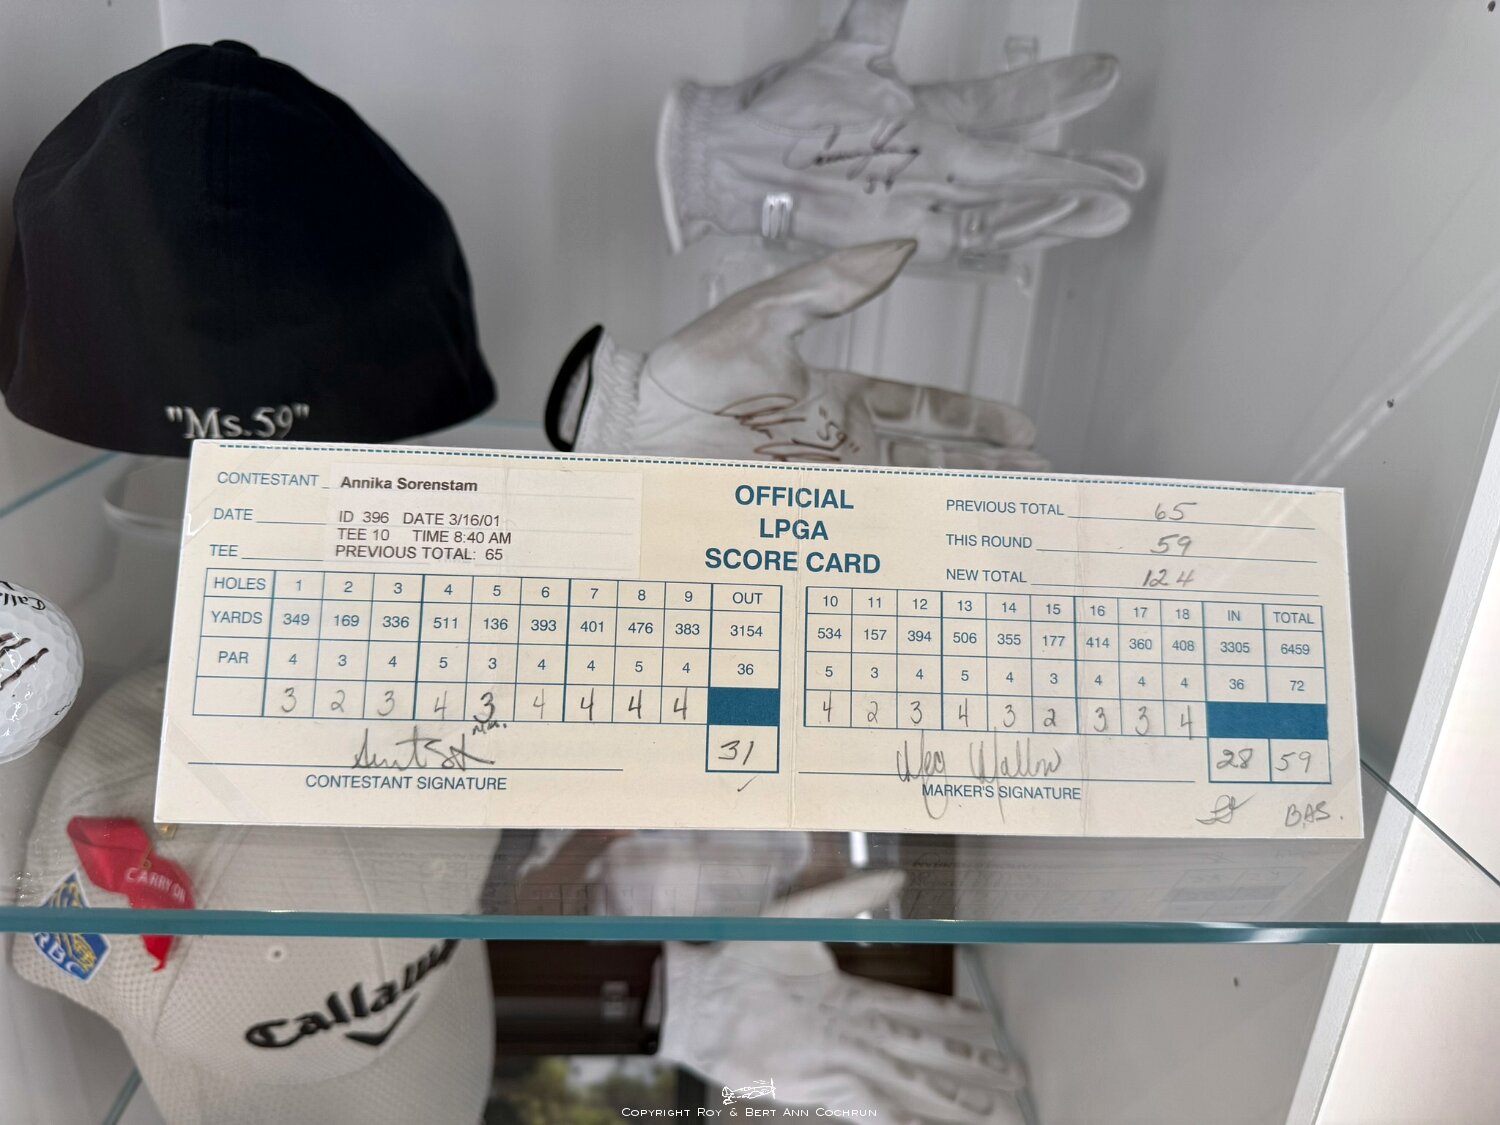 "Ms. 59"
59
"59"
CONTESTANT Annika Sorenstam
DATE ID 396 DATE 3/16/01
TEE 10 TIME 8:40 AM
TEE PREVIOUS TOTAL: 65
OFFICIAL
LPGA
SCORE CARD
PREVIOUS TOTAL 65
THIS ROUND 59
NEW TOTAL 124
HOLES 1 2 3 4 5 6 7 8 9 OUT 10 11 12 13 14 15 16 17 18 IN TOTAL
YARDS 349 169 336 511 136 393 401 476 383 3154 534 157 394 506 355 177 414 360 408 3305 6459
PAR 4 3 4 5 3 4 4 5 4 36 5 3 4 5 4 3 4 4 4 36 72
3 2 3 4 3 4 4 4 4 4 2 3 4 3 2 3 3 4
31 28 59
CONTESTANT SIGNATURE
Meg Mallon
MARKER'S SIGNATURE
BAS.
CARRY ON
RBC
Callaway
COPYRIGHT ROY & BERT ANN COCHRUN